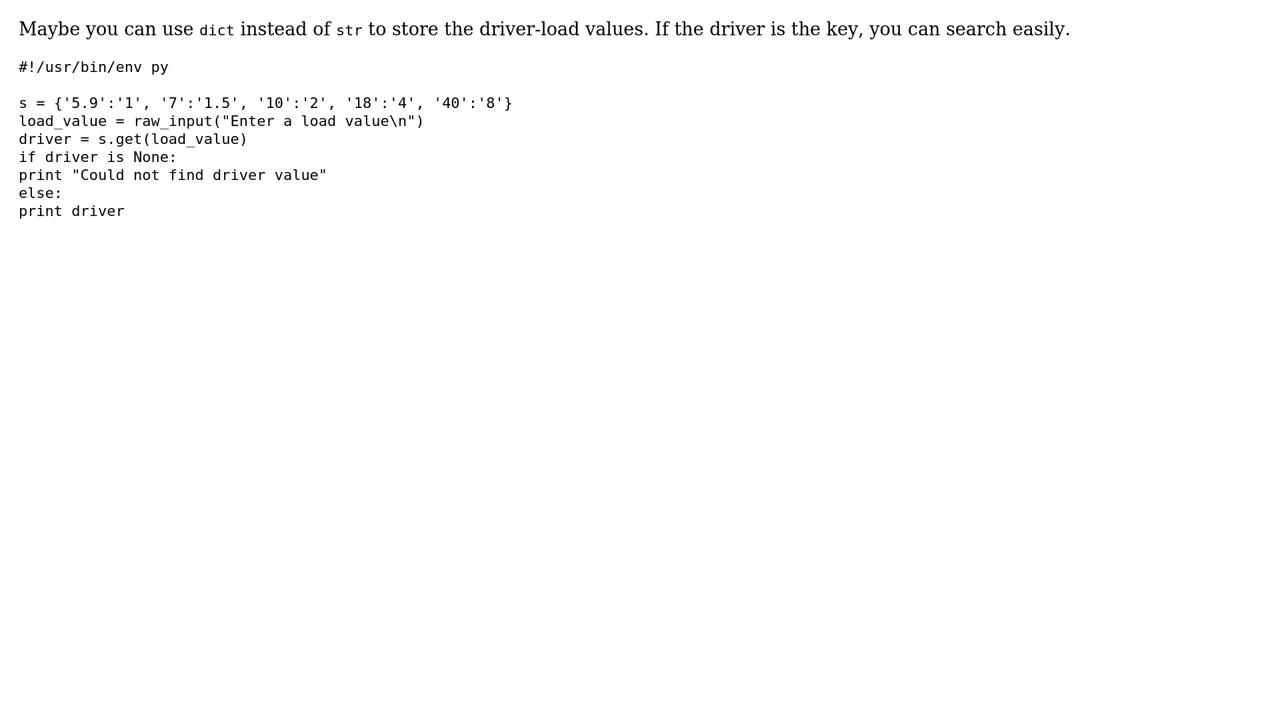 Maybe you can use dict instead of str to store the driver-load values. If the driver is the key, you can search easily.
#!/usr/bin/env py
s = {'5.9':'1', '7':'1.5', '10':'2', '18':'4', '40':'8'}
load_value = raw_input("Enter a load value\n")
driver = s.get(load_value)
if driver is None:
print "Could not find driver value"
else:
print driver